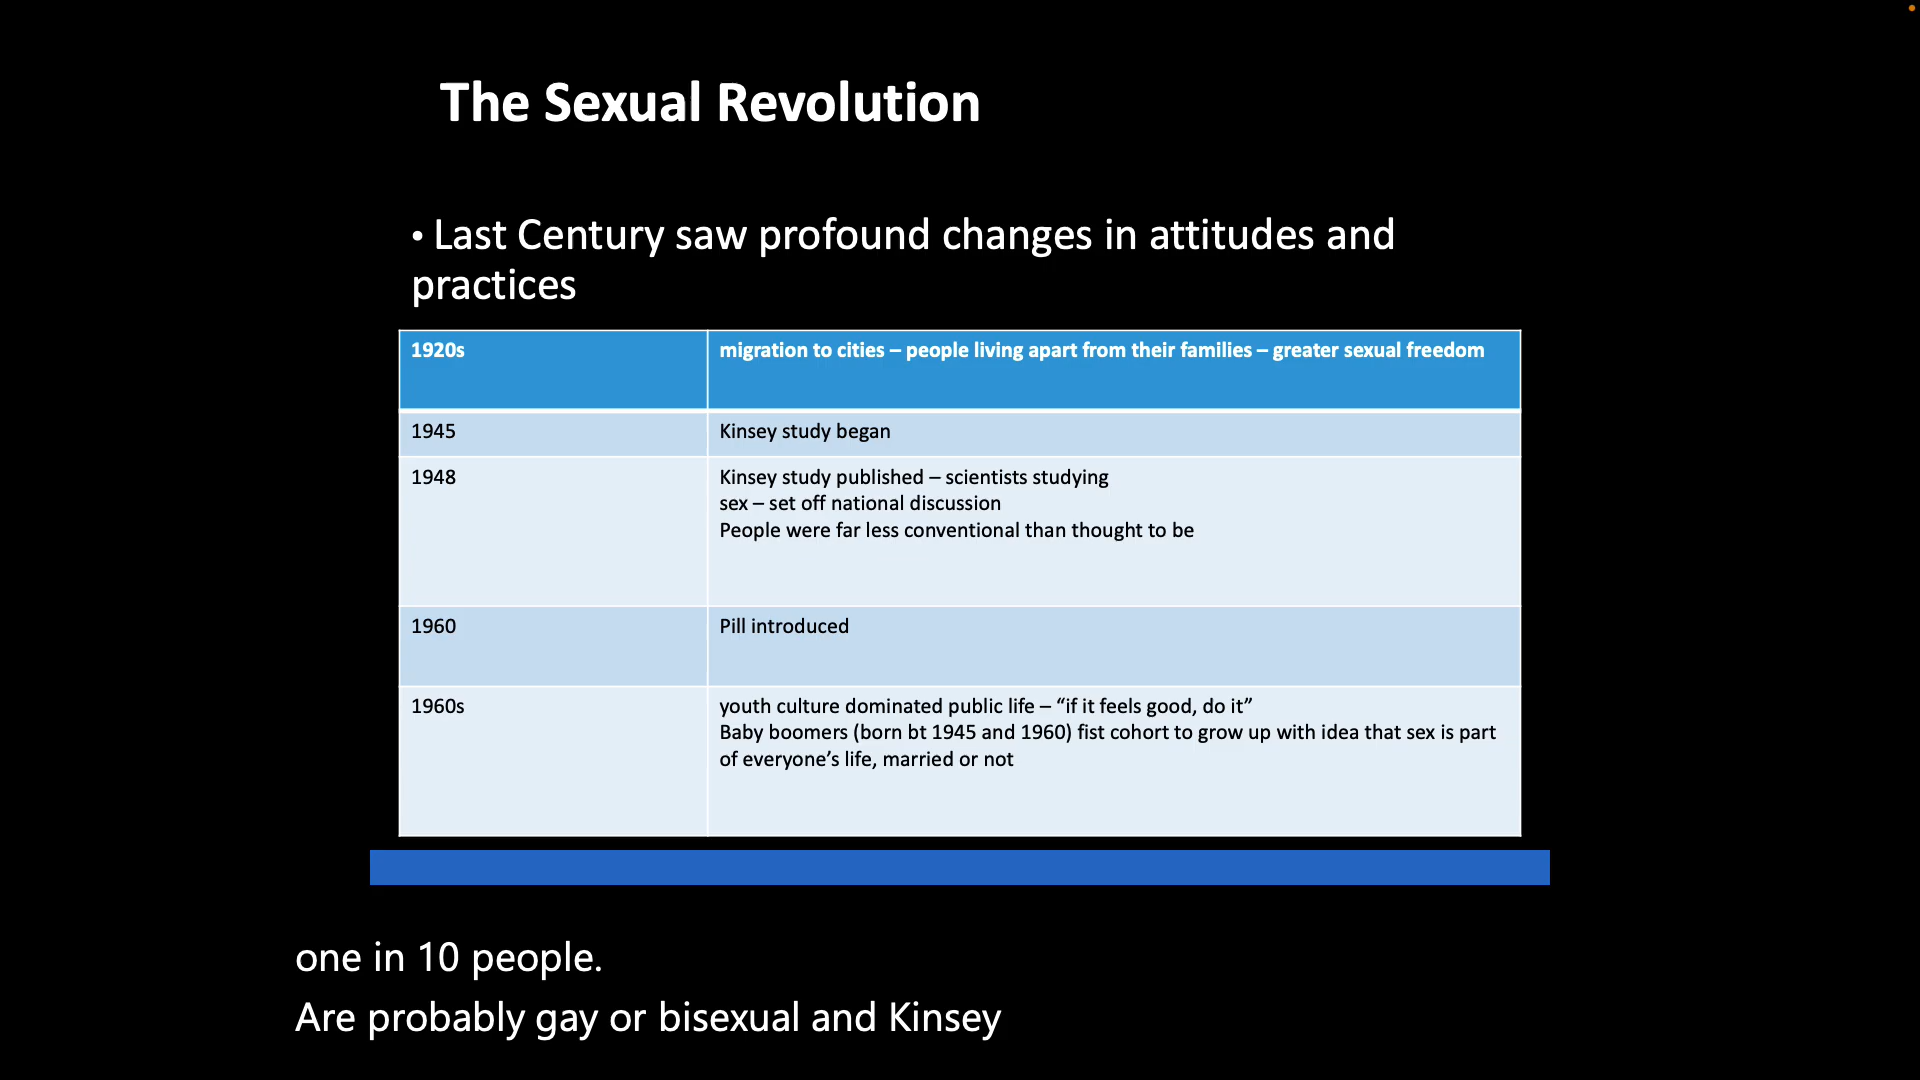 The Sexual Revolution
• Last Century saw profound changes in attitudes and
practices
1920s
migration to cities – people living apart from their families – greater sexual freedom
1945
Kinsey study began
1948
Kinsey study published – scientists studying
sex – set off national discussion
People were far less conventional than thought to be
1960
Pill introduced
1960s
youth culture dominated public life – “if it feels good, do it”
Baby boomers (born bt 1945 and 1960) fist cohort to grow up with idea that sex is part
of everyone’s life, married or not
one in 10 people.
Are probably gay or bisexual and Kinsey